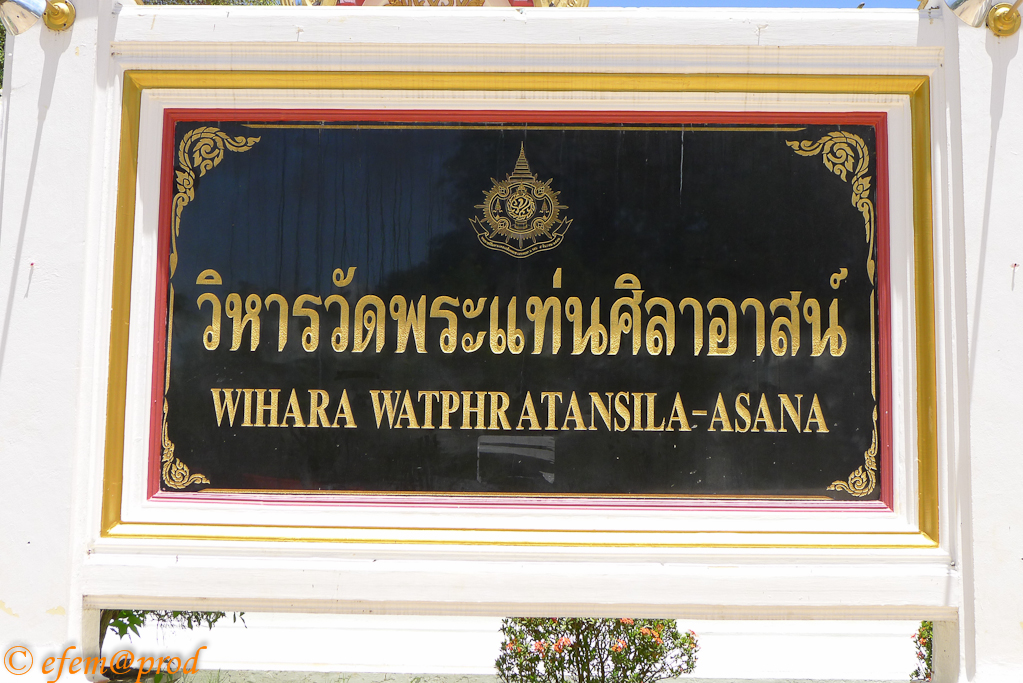 วิหารวัดพระแท่นศิลาอาสน์
WIHARA WATPHRATANSILA-ASANA
© efem@prod